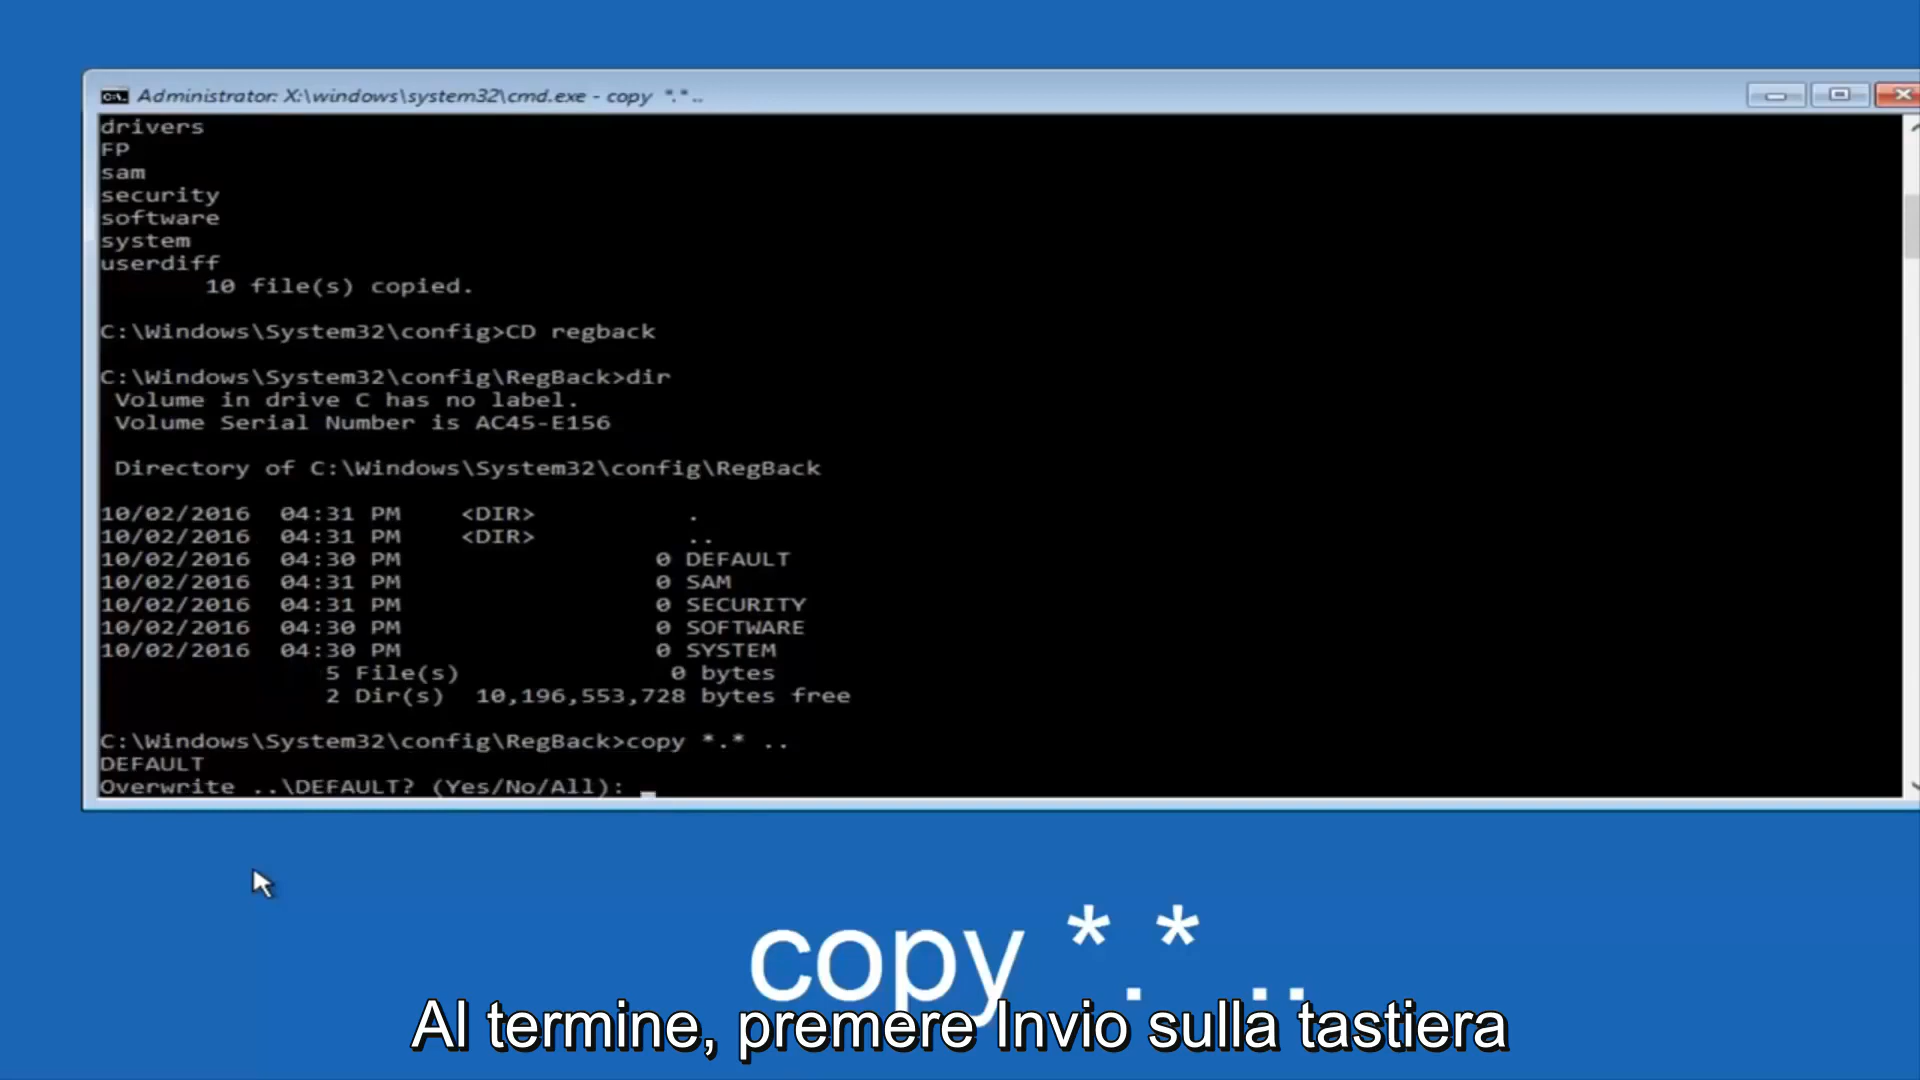 Administrator: X:\windows\system32\cmd.exe - copy *.* ..
drivers
FP
sam
security
software
system
userdiff
10 file(s) copied.
C:\Windows\System32\config>CD regback
C:\Windows\System32\config\RegBack>dir
Volume in drive C has no label.
Volume Serial Number is AC45-E156
Directory of C:\Windows\System32\config\RegBack
10/02/2016 04:31 PM <DIR> .
10/02/2016 04:31 PM <DIR> ..
10/02/2016 04:30 PM 0 DEFAULT
10/02/2016 04:31 PM 0 SAM
10/02/2016 04:31 PM 0 SECURITY
10/02/2016 04:30 PM 0 SOFTWARE
10/02/2016 04:30 PM 0 SYSTEM
5 File(s) 0 bytes
2 Dir(s) 10,196,553,728 bytes free
C:\Windows\System32\config\RegBack>copy *.* ..
DEFAULT
Overwrite ..\DEFAULT? (Yes/No/All):
copy *.* ..
Al termine, premere Invio sulla tastiera